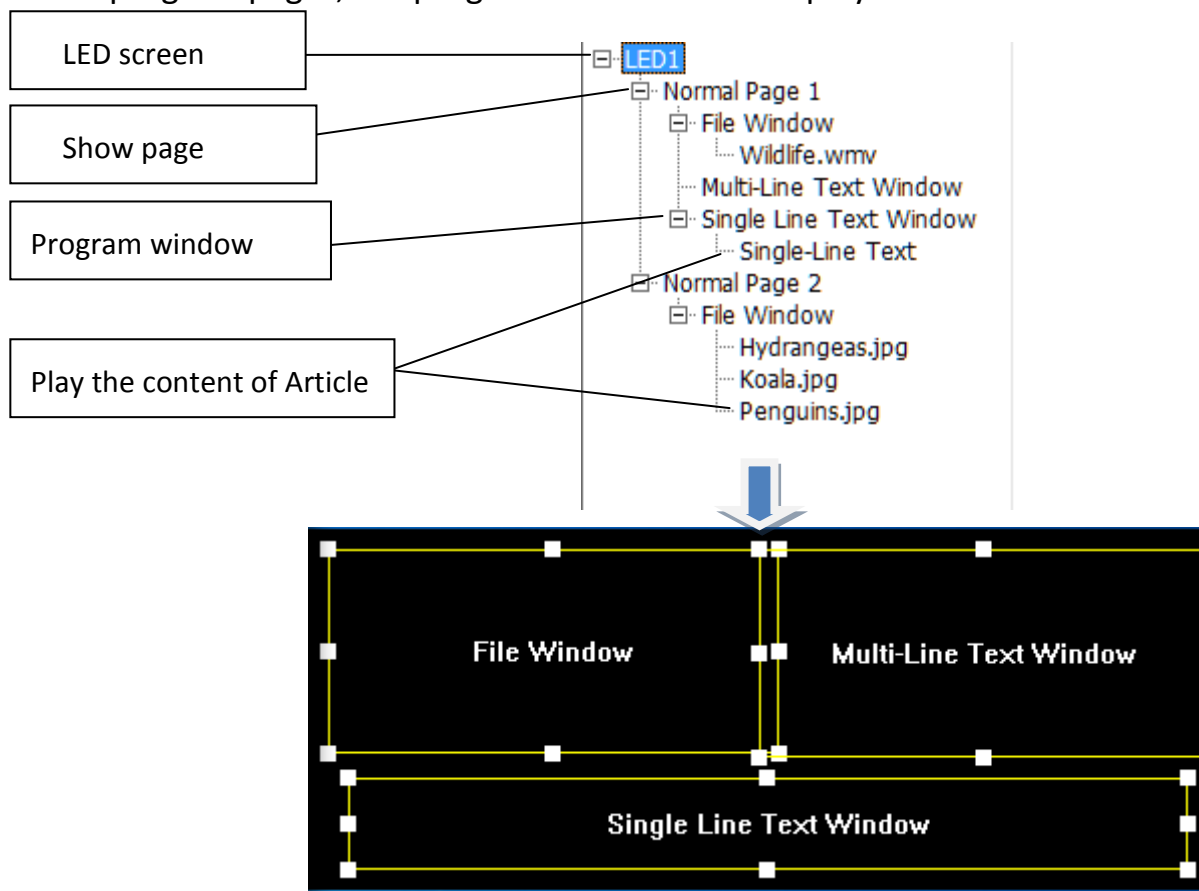 LED screen
Show page
Program window
Play the content of Article
LED1
Normal Page 1
File Window
Wildlife.wmv
Multi-Line Text Window
Single Line Text Window
Single-Line Text
Normal Page 2
File Window
Hydrangeas.jpg
Koala.jpg
Penguins.jpg
File Window
Multi-Line Text Window
Single Line Text Window